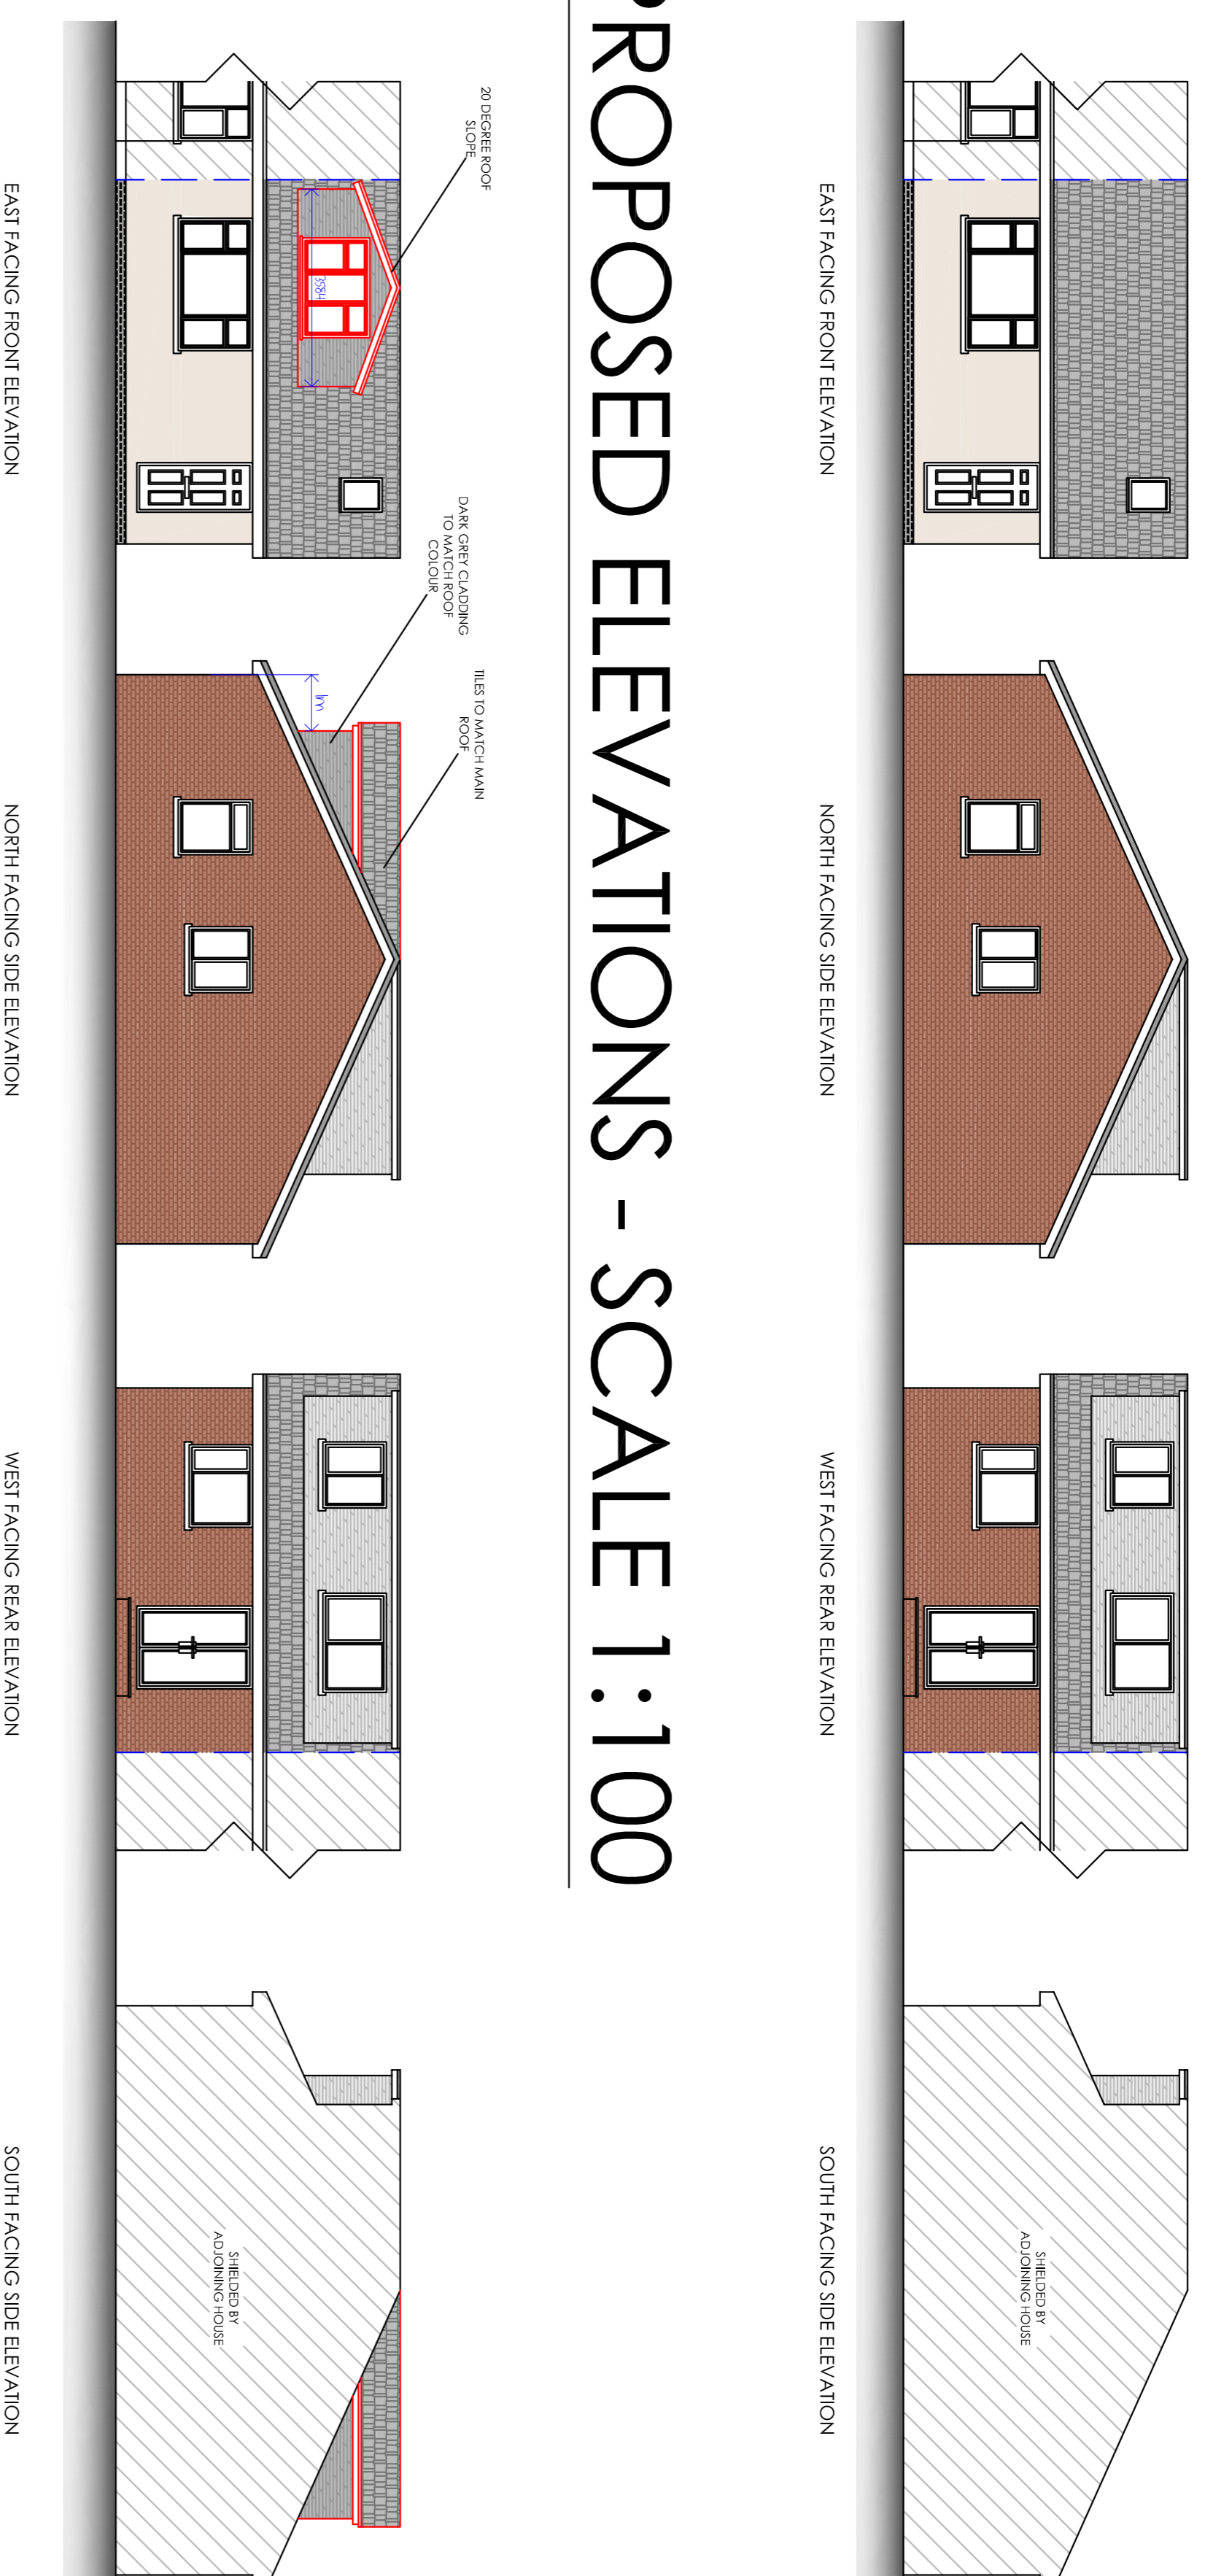 EAST FACING FRONT ELEVATION
NORTH FACING SIDE ELEVATION
WEST FACING REAR ELEVATION
SHIELDED BY
ADJOINING HOUSE
SOUTH FACING SIDE ELEVATION
ROPOSED ELEVATIONS - SCALE 1:100
20 DEGREE ROOF
SLOPE
3584
DARK GREY CLADDING
TO MATCH ROOF
COLOUR
TILES TO MATCH MAIN
ROOF
1m
SHIELDED BY
ADJOINING HOUSE
EAST FACING FRONT ELEVATION
NORTH FACING SIDE ELEVATION
WEST FACING REAR ELEVATION
SOUTH FACING SIDE ELEVATION